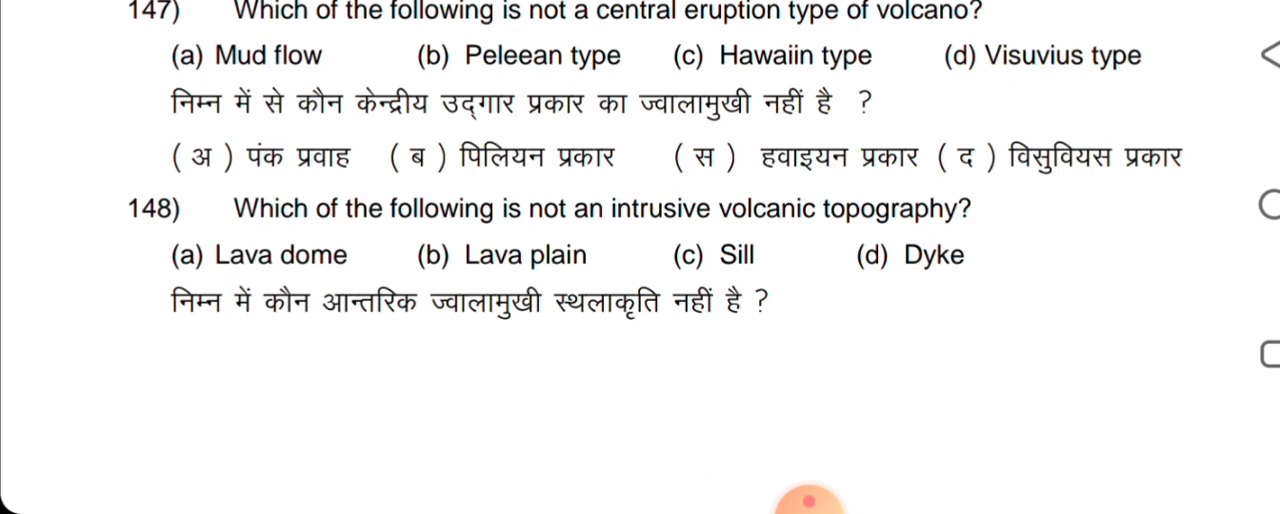 147) Which of the following is not a central eruption type of volcano?
(a) Mud flow (b) Peleean type (c) Hawaiin type (d) Visuvius type
निम्न में से कौन केन्द्रीय उद्गार प्रकार का ज्वालामुखी नहीं है ?
( अ ) पंक प्रवाह ( ब ) पिलियन प्रकार ( स ) हवाइयन प्रकार ( द ) विसुवियस प्रकार
148) Which of the following is not an intrusive volcanic topography?
(a) Lava dome (b) Lava plain (c) Sill (d) Dyke
निम्न में कौन आन्तरिक ज्वालामुखी स्थलाकृति नहीं है ?